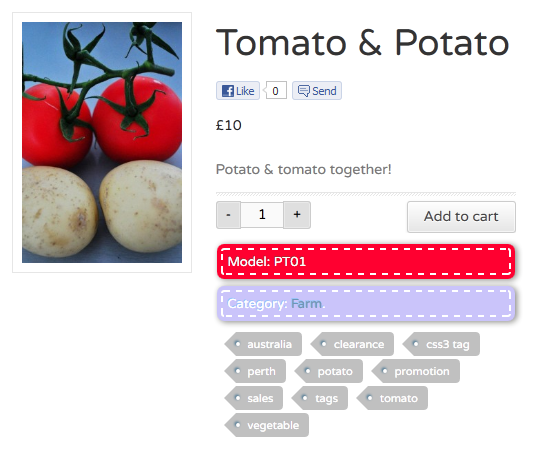 Tomato & Potato
Like 0 Send
£10
Potato & tomato together!
- 1 + Add to cart
Model: PT01
Category: Farm.
australia clearance css3 tag
perth potato promotion
sales tags tomato
vegetable